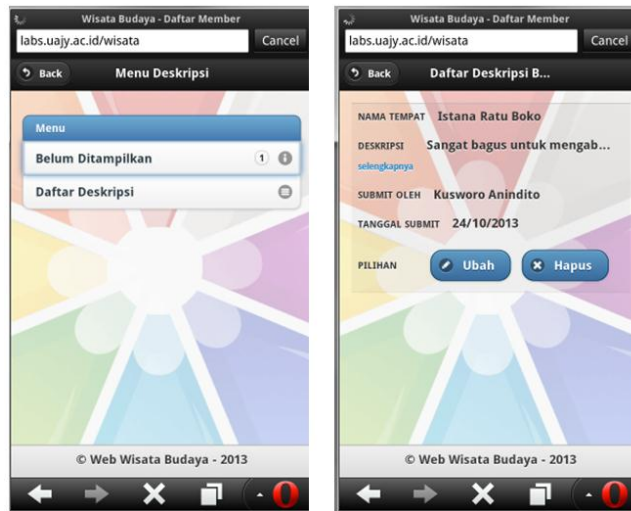 Wisata Budaya - Daftar Member
labs.uajy.ac.id/wisata Cancel
Back Menu Deskripsi
Menu
Belum Ditampilkan 1
Daftar Deskripsi
© Web Wisata Budaya - 2013
Wisata Budaya - Daftar Member
labs.uajy.ac.id/wisata Cancel
Back Daftar Deskripsi B...
NAMA TEMPAT Istana Ratu Boko
DESKRIPSI Sangat bagus untuk mengab...
selengkapnya
SUBMIT OLEH Kusworo Anindito
TANGGAL SUBMIT 24/10/2013
PILIHAN Ubah Hapus
© Web Wisata Budaya - 2013